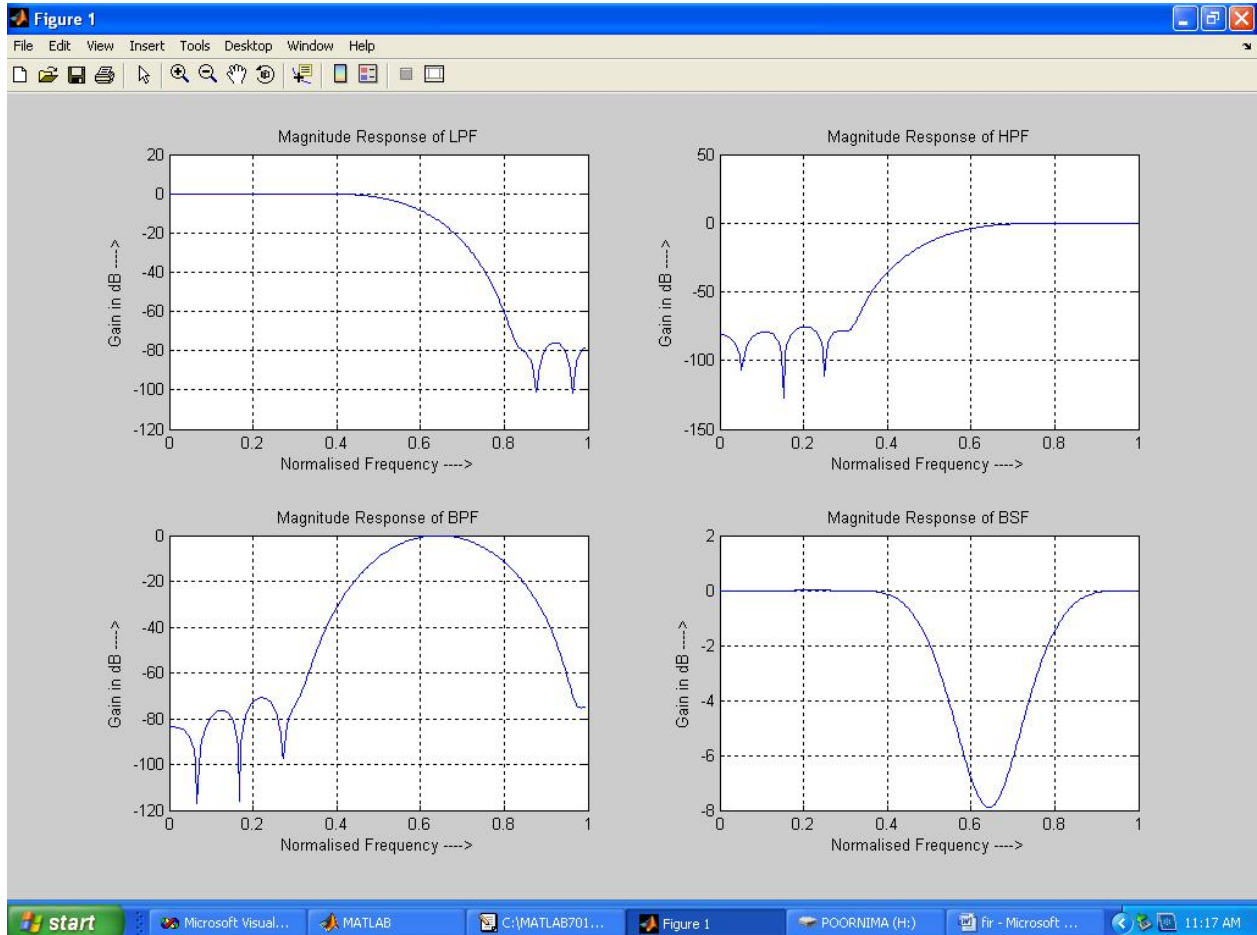 Figure 1
File Edit View Insert Tools Desktop Window Help
Magnitude Response of LPF
20
0
-20
-40
-60
-80
-100
-120
Gain in dB ---->
0 0.2 0.4 0.6 0.8 1
Normalised Frequency ---->
Magnitude Response of HPF
50
0
-50
-100
-150
Gain in dB ---->
0 0.2 0.4 0.6 0.8 1
Normalised Frequency ---->
Magnitude Response of BPF
0
-20
-40
-60
-80
-100
-120
Gain in dB ---->
0 0.2 0.4 0.6 0.8 1
Normalised Frequency ---->
Magnitude Response of BSF
2
0
-2
-4
-6
-8
Gain in dB ---->
0 0.2 0.4 0.6 0.8 1
Normalised Frequency ---->
start Microsoft Visual... MATLAB C:\MATLAB701... Figure 1 POORNIMA (H:) fir - Microsoft ... 11:17 AM